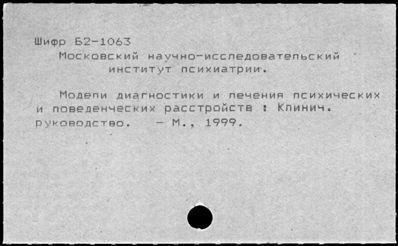 Шифр Б2-1063
Московский научно-исследовательский
институт психиатрии.
Модели диагностики и лечения психических
и поведенческих расстройств : Клинич.
руководство. - М., 1999.